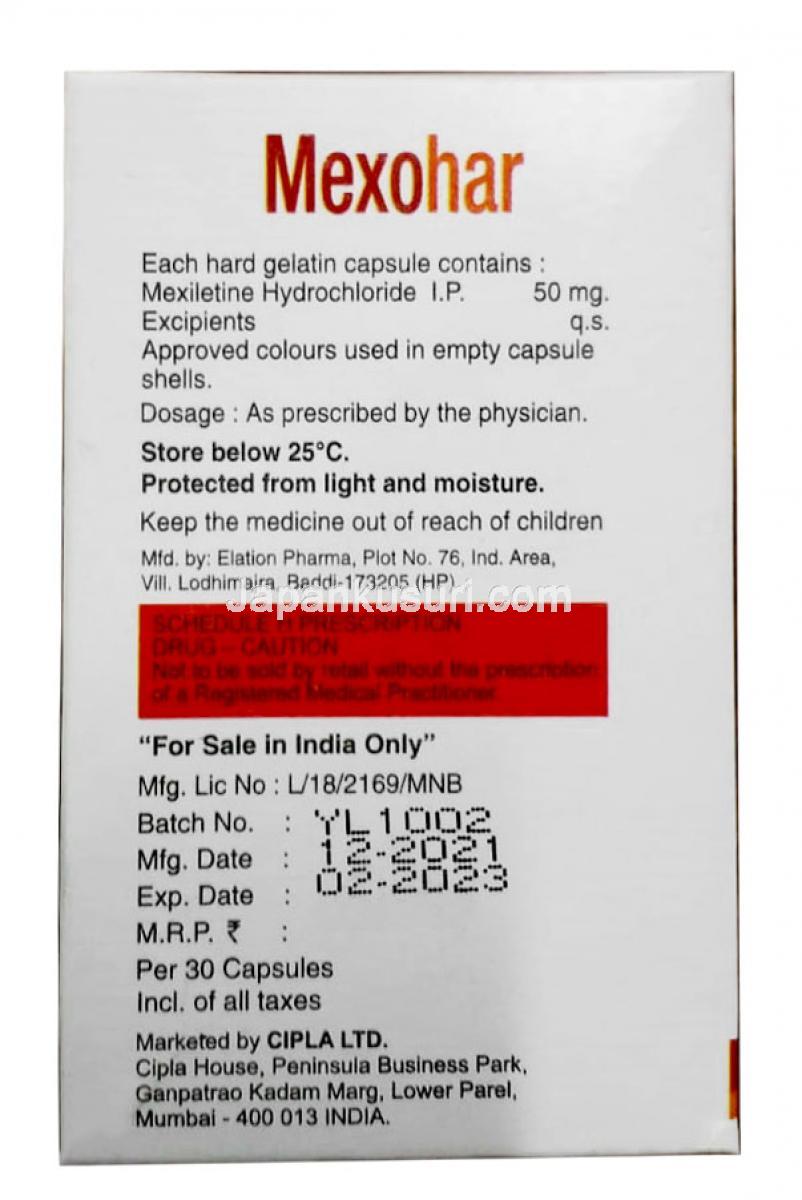 Mexohar
Each hard gelatin capsule contains :
Mexiletine Hydrochloride I.P. 50 mg.
Excipients q.s.
Approved colours used in empty capsule
shells.
Dosage : As prescribed by the physician.
Store below 25°C.
Protected from light and moisture.
Keep the medicine out of reach of children
Mfd. by: Elation Pharma, Plot No. 76, Ind. Area,
Vill. Lodhimajra, Baddi-173205 (HP)
Japankusuri.com
SCHEDULE H PRESCRIPTION
DRUG – CAUTION
Not to be sold by retail without the prescription
of a Registered Medical Practitioner
“For Sale in India Only”
Mfg. Lic No : L/18/2169/MNB
Batch No. : YL1002
Mfg. Date : 12-2021
Exp. Date : 02-2023
M.R.P. ₹ :
Per 30 Capsules
Incl. of all taxes
Marketed by CIPLA LTD.
Cipla House, Peninsula Business Park,
Ganpatrao Kadam Marg, Lower Parel,
Mumbai - 400 013 INDIA.